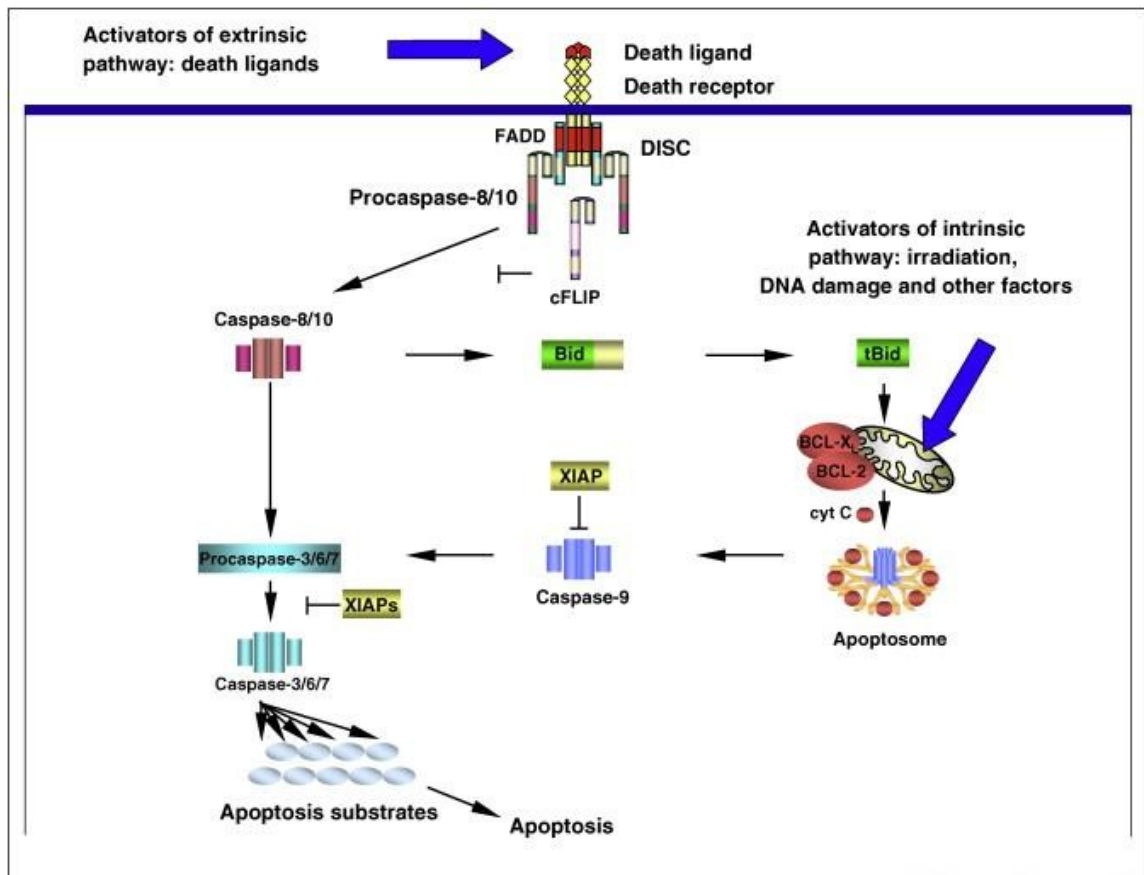 Activators of extrinsic
pathway: death ligands
Death ligand
Death receptor
FADD
DISC
Procaspase-8/10
cFLIP
Activators of intrinsic
pathway: irradiation,
DNA damage and other factors
Caspase-8/10
Bid
tBid
BCL-XL
BCL-2
cyt C
XIAP
Procaspase-3/6/7
Caspase-9
Apoptosome
XIAPs
Caspase-3/6/7
Apoptosis substrates
Apoptosis